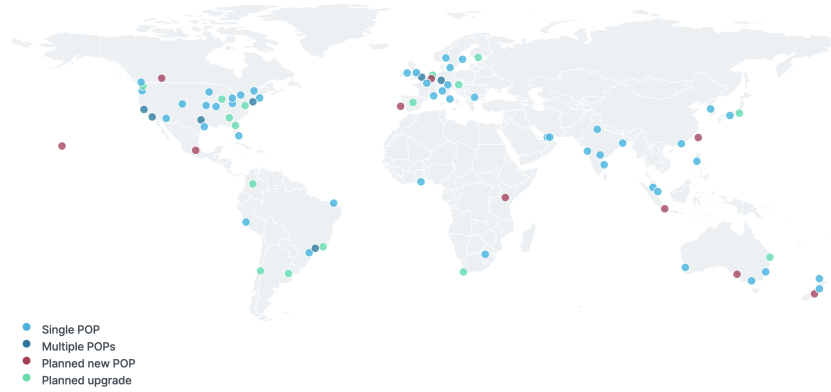 Single POP
Multiple POPs
Planned new POP
Planned upgrade